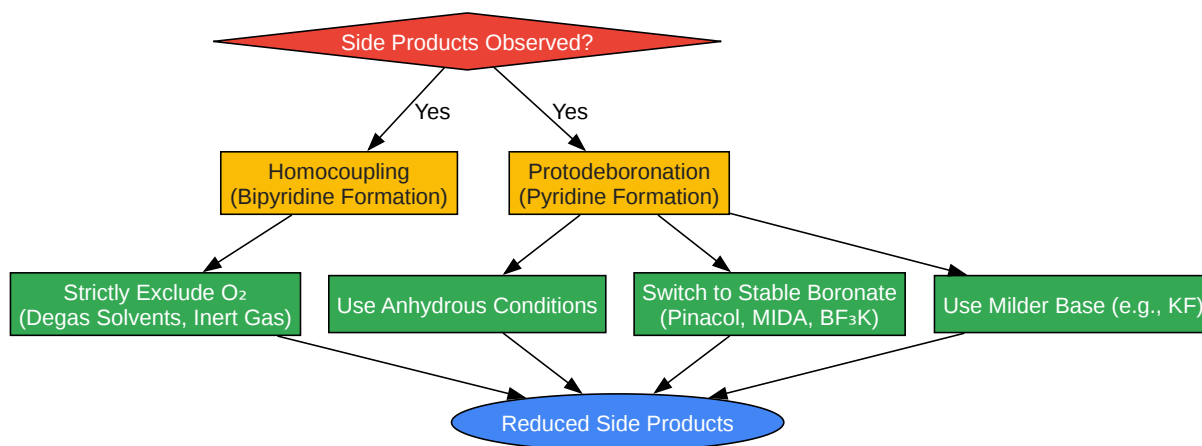 Side Products Observed?
Yes
Yes
Homocoupling
(Bipyridine Formation)
Protodeboronation
(Pyridine Formation)
Strictly Exclude O₂
(Degas Solvents, Inert Gas)
Use Anhydrous Conditions
Switch to Stable Boronate
(Pinacol, MIDA, BF₃K)
Use Milder Base (e.g., KF)
Reduced Side Products